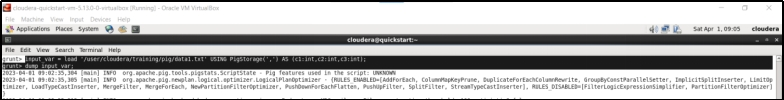 cloudera-quickstart-vm-5.13.0-0-virtualbox [Running] - Oracle VM VirtualBox
File Machine View Input Devices Help
Applications Places System Sat Apr 1, 09:05 cloudera
cloudera@quickstart:~
File Edit View Search Terminal Help
grunt> input_var = load '/user/cloudera/training/pig/data1.txt' USING PigStorage(',') AS (c1:int,c2:int,c3:int);
grunt> dump input_var;
2023-04-01 09:02:35,304 [main] INFO org.apache.pig.tools.pigstats.ScriptState - Pig features used in the script: UNKNOWN
2023-04-01 09:02:35,305 [main] INFO org.apache.pig.newplan.logical.optimizer.LogicalPlanOptimizer - {RULES_ENABLED=[AddForEach, ColumnMapKeyPrune, DuplicateForEachColumnRewrite, GroupByConstParallelSetter, ImplicitSplitInserter, LimitOp
timizer, LoadTypeCastInserter, MergeFilter, MergeForEach, NewPartitionFilterOptimizer, PushDownForEachFlatten, PushUpFilter, SplitFilter, StreamTypeCastInserter], RULES_DISABLED=[FilterLogicExpressionSimplifier, PartitionFilterOptimizer]